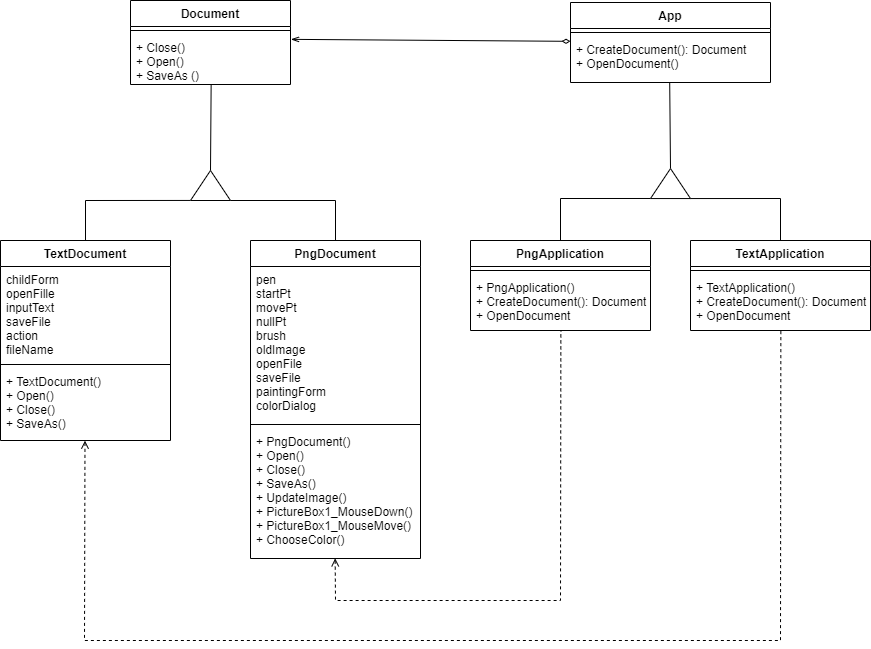 Document
+ Close()
+ Open()
+ SaveAs ()
App
+ CreateDocument(): Document
+ OpenDocument()
TextDocument
childForm
openFille
inputText
saveFile
action
fileName
+ TextDocument()
+ Open()
+ Close()
+ SaveAs()
PngDocument
pen
startPt
movePt
nullPt
brush
oldImage
openFile
saveFile
paintingForm
colorDialog
+ PngDocument()
+ Open()
+ Close()
+ SaveAs()
+ UpdateImage()
+ PictureBox1_MouseDown()
+ PictureBox1_MouseMove()
+ ChooseColor()
PngApplication
+ PngApplication()
+ CreateDocument(): Document
+ OpenDocument
TextApplication
+ TextApplication()
+ CreateDocument(): Document
+ OpenDocument